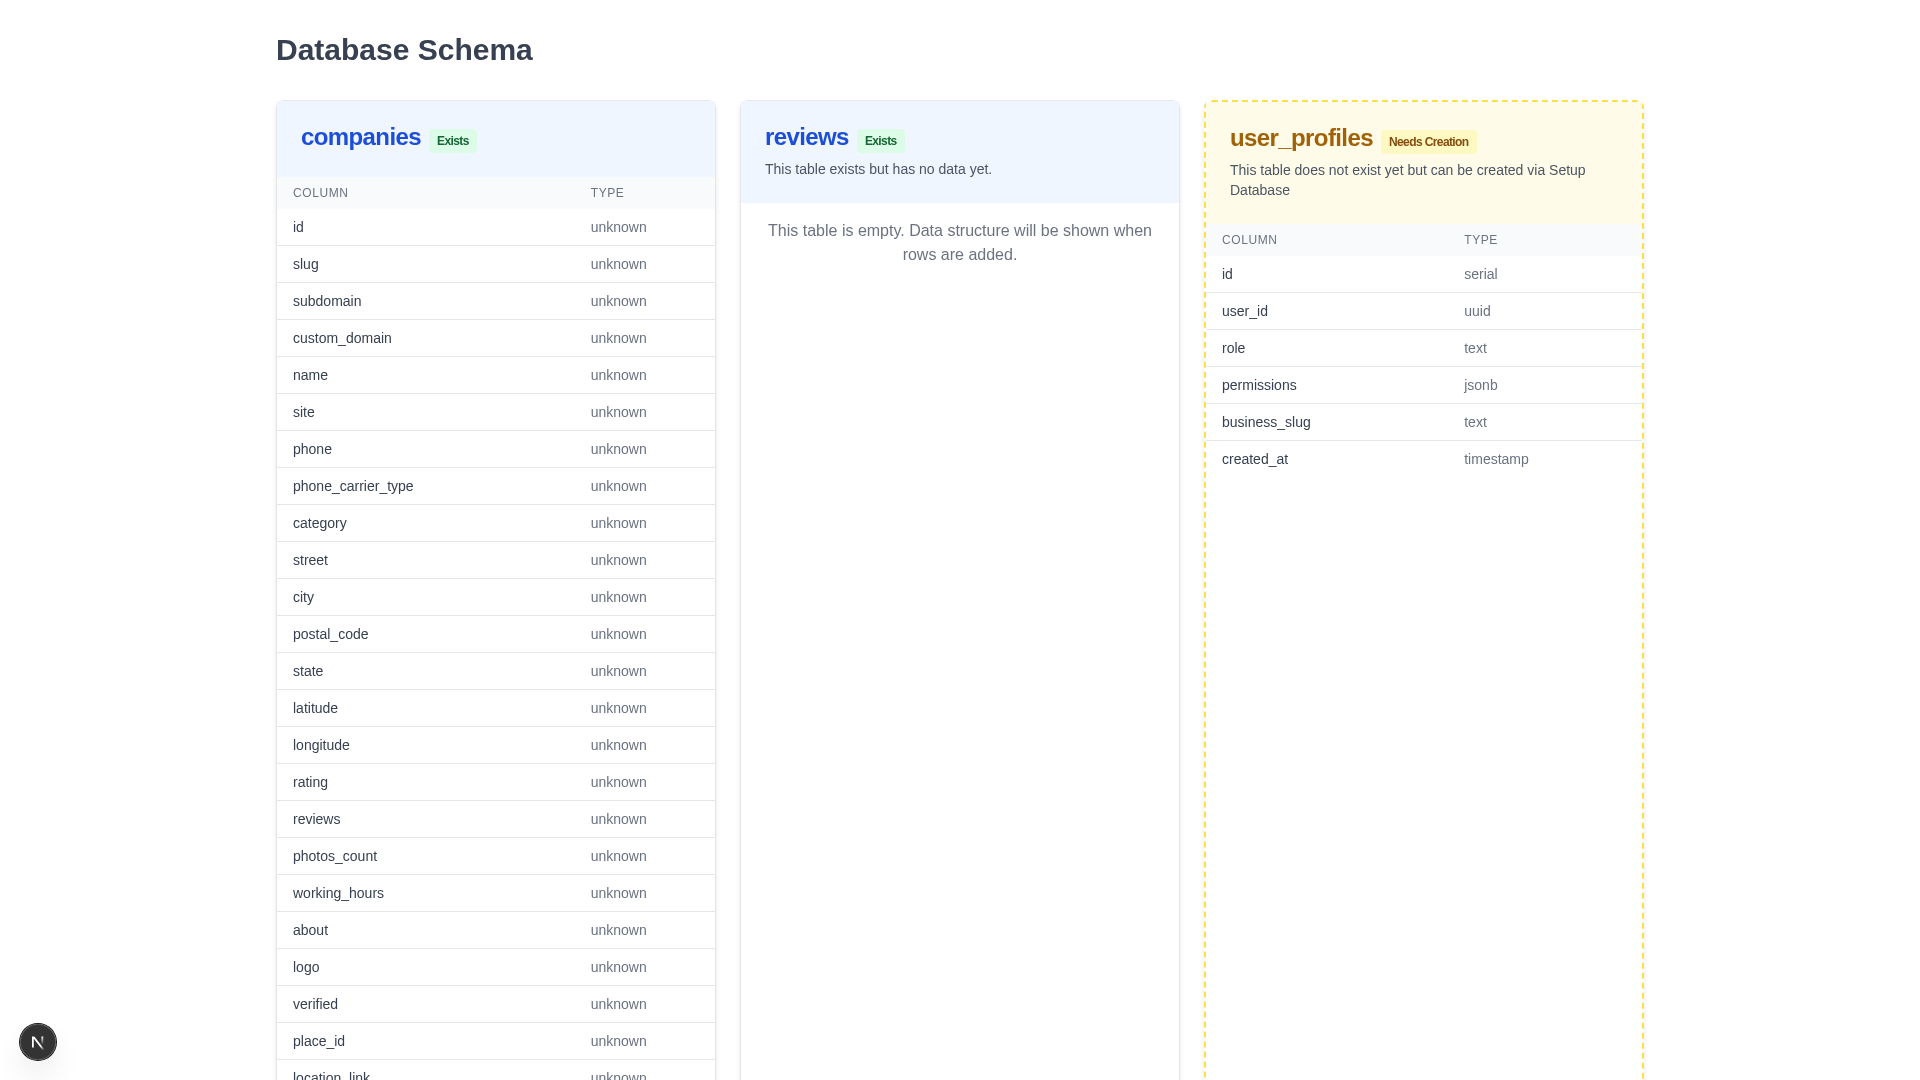 Database Schema
companies Exists
COLUMN TYPE
id unknown
slug unknown
subdomain unknown
custom_domain unknown
name unknown
site unknown
phone unknown
phone_carrier_type unknown
category unknown
street unknown
city unknown
postal_code unknown
state unknown
latitude unknown
longitude unknown
rating unknown
reviews unknown
photos_count unknown
working_hours unknown
about unknown
logo unknown
verified unknown
place_id unknown
location_link unknown
reviews Exists
This table exists but has no data yet.
This table is empty. Data structure will be shown when
rows are added.
user_profiles Needs Creation
This table does not exist yet but can be created via Setup
Database
COLUMN TYPE
id serial
user_id uuid
role text
permissions jsonb
business_slug text
created_at timestamp
N